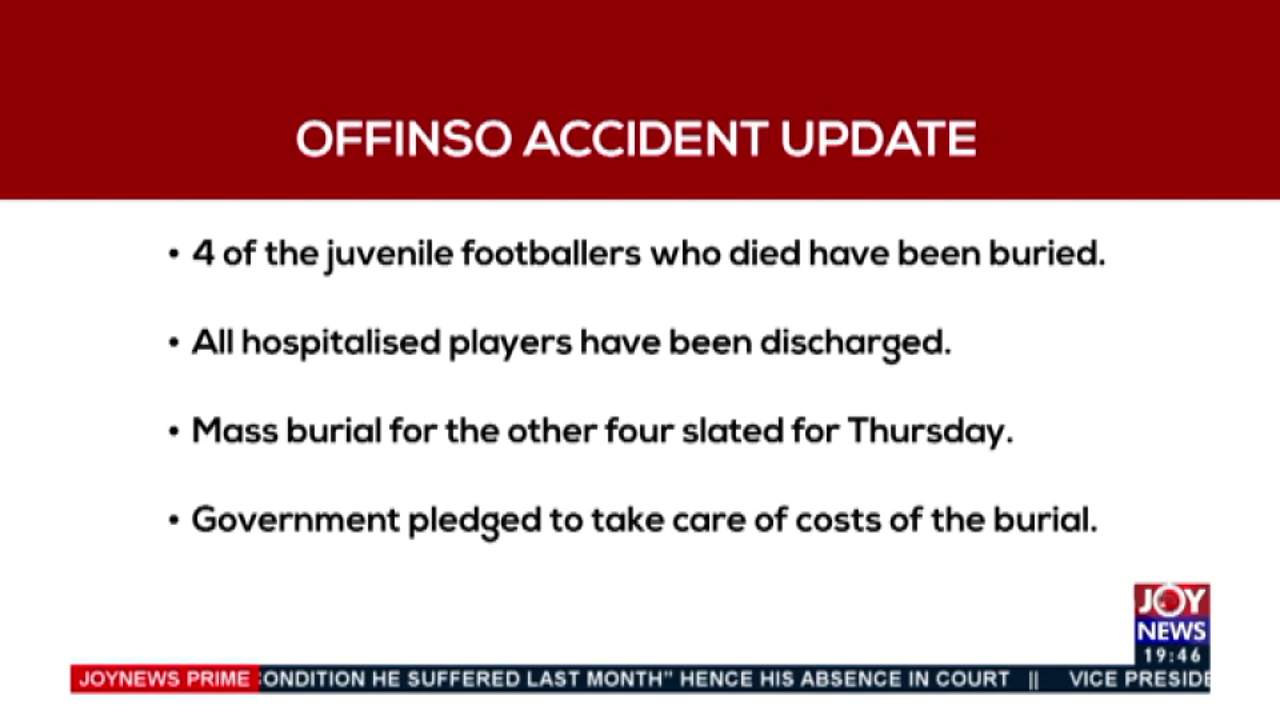 OFFINSO ACCIDENT UPDATE
• 4 of the juvenile footballers who died have been buried.
• All hospitalised players have been discharged.
• Mass burial for the other four slated for Thursday.
• Government pledged to take care of costs of the burial.
JOY
NEWS
19:46
JOYNEWS PRIME ONDITION HE SUFFERED LAST MONTH" HENCE HIS ABSENCE IN COURT || VICE PRESIDE